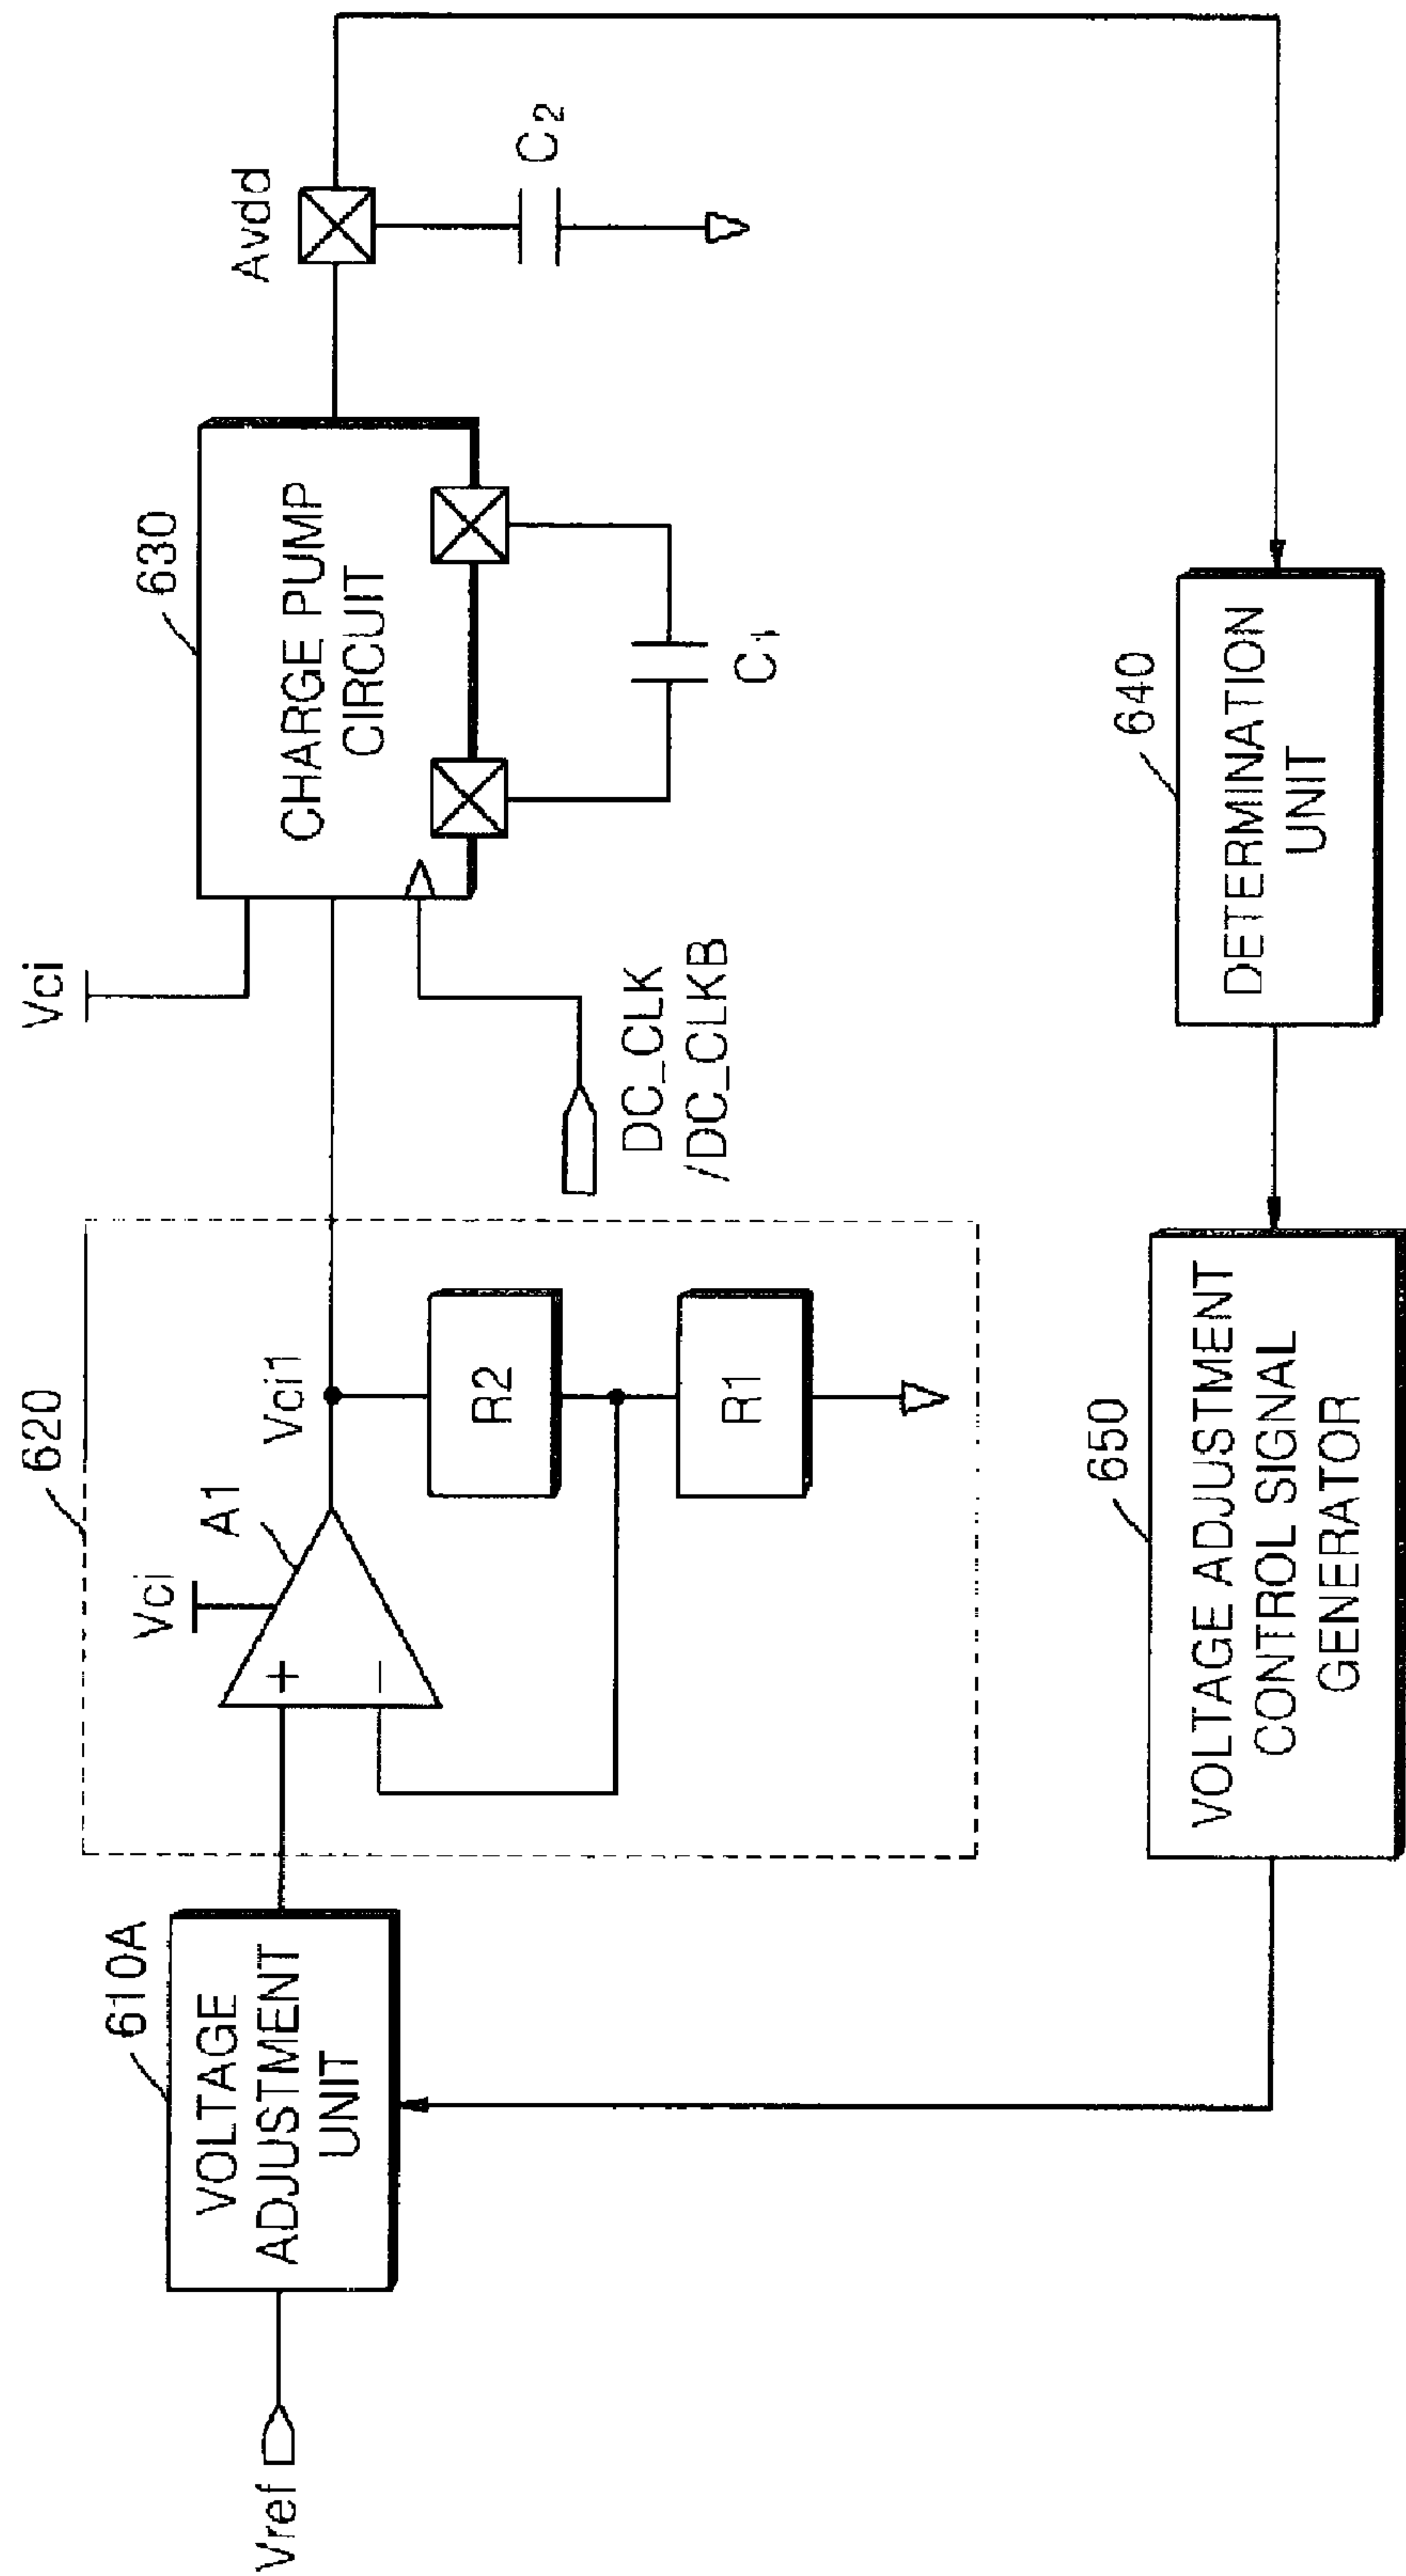 Vref
610A
VOLTAGE
ADJUSTMENT
UNIT
620
Vci
A1
+
−
Vci1
R2
R1
Vci
DC_CLK
/DC_CLKB
630
CHARGE PUMP
CIRCUIT
C1
Avdd
C2
640
DETERMINATION
UNIT
650
VOLTAGE ADJUSTMENT
CONTROL SIGNAL
GENERATOR